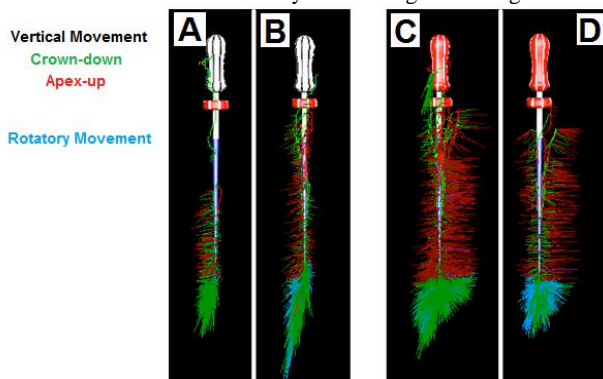 Vertical Movement
Crown-down
Apex-up
Rotatory Movement
A
B
C
D